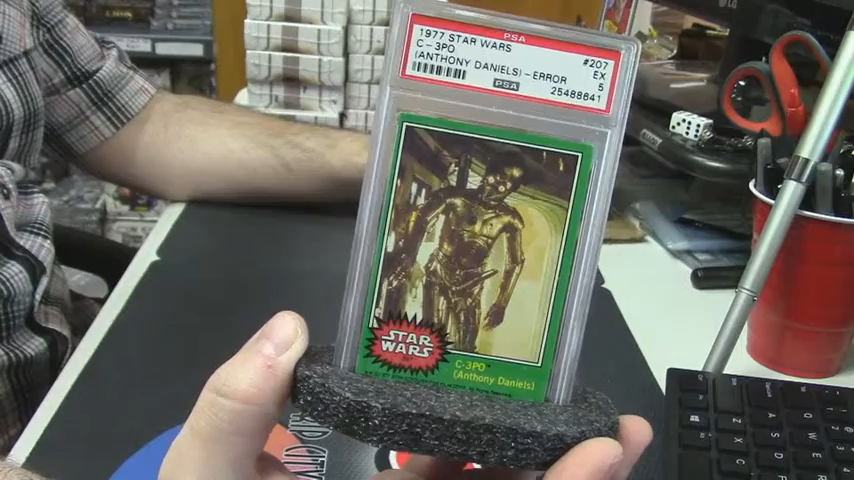 1977 STAR WARS
C-3PO
(ANTHONY DANIELS)-ERROR
PSA
#207
EX
5
25488641
PSA
STAR
WARS
C-3PO
(Anthony Daniels)